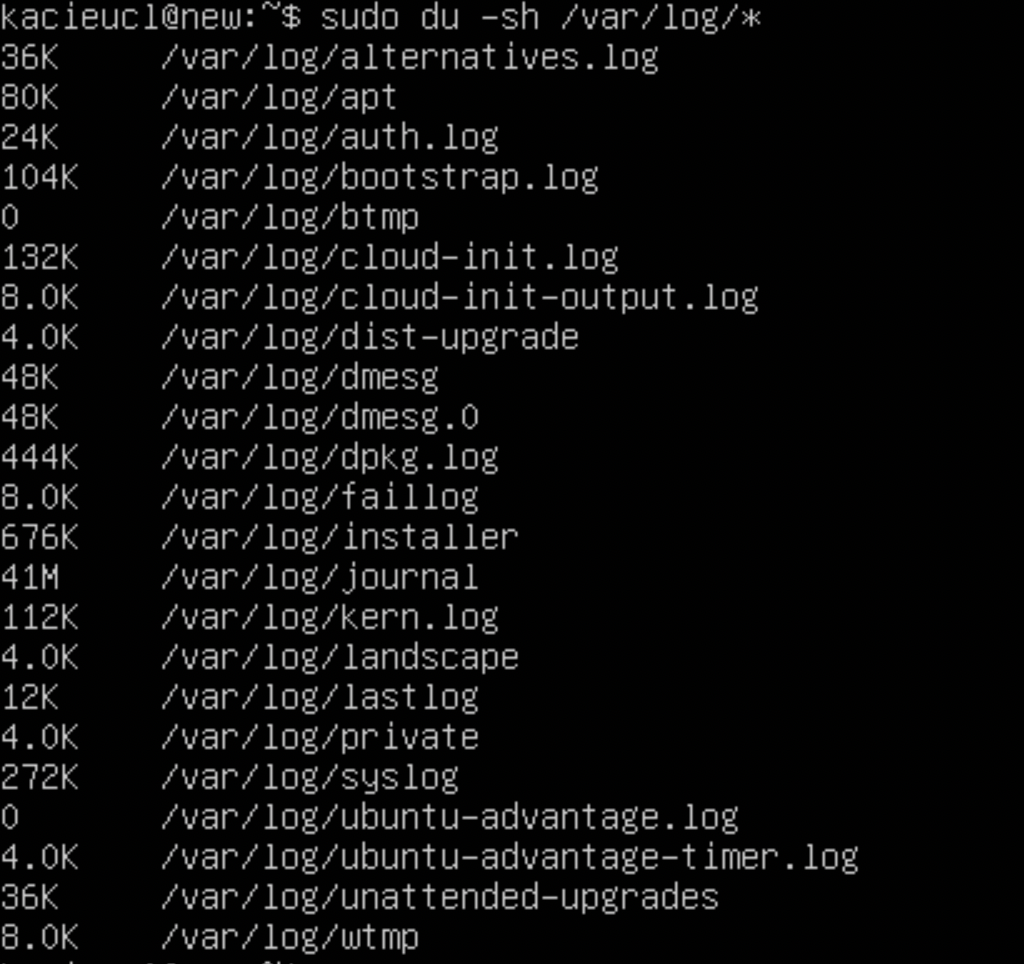 kacieucl@new:~$ sudo du -sh /var/log/*
36K /var/log/alternatives.log
80K /var/log/apt
24K /var/log/auth.log
104K /var/log/bootstrap.log
0 /var/log/btmp
132K /var/log/cloud-init.log
8.0K /var/log/cloud-init-output.log
4.0K /var/log/dist-upgrade
48K /var/log/dmesg
48K /var/log/dmesg.0
444K /var/log/dpkg.log
8.0K /var/log/faillog
676K /var/log/installer
41M /var/log/journal
112K /var/log/kern.log
4.0K /var/log/landscape
12K /var/log/lastlog
4.0K /var/log/private
272K /var/log/syslog
0 /var/log/ubuntu-advantage.log
4.0K /var/log/ubuntu-advantage-timer.log
36K /var/log/unattended-upgrades
8.0K /var/log/wtmp